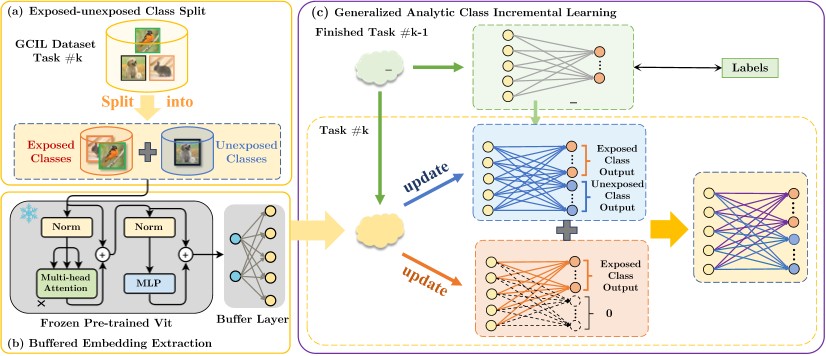 (a) Exposed-unexposed Class Split
GCIL Dataset
Task #k
Split into
Exposed
Classes
Unexposed
Classes
Norm
Norm
Multi-head
Attention
MLP
Frozen Pre-trained Vit
Buffer Layer
(b) Buffered Embedding Extraction
(c) Generalized Analytic Class Incremental Learning
Finished Task #k-1
Labels
Task #k
update
update
Exposed
Class
Output
Unexposed
Class
Output
Exposed
Class
Output
0